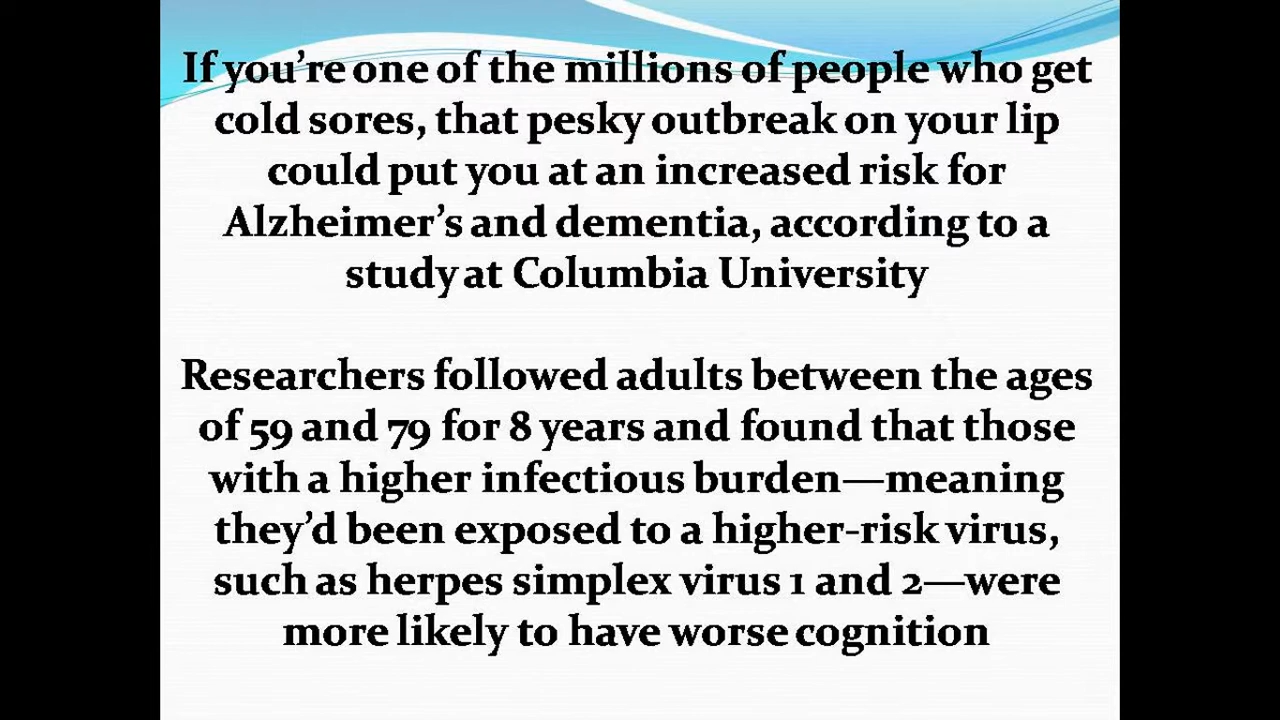 If you’re one of the millions of people who get
cold sores, that pesky outbreak on your lip
could put you at an increased risk for
Alzheimer’s and dementia, according to a
study at Columbia University
Researchers followed adults between the ages
of 59 and 79 for 8 years and found that those
with a higher infectious burden—meaning
they’d been exposed to a higher-risk virus,
such as herpes simplex virus 1 and 2—were
more likely to have worse cognition